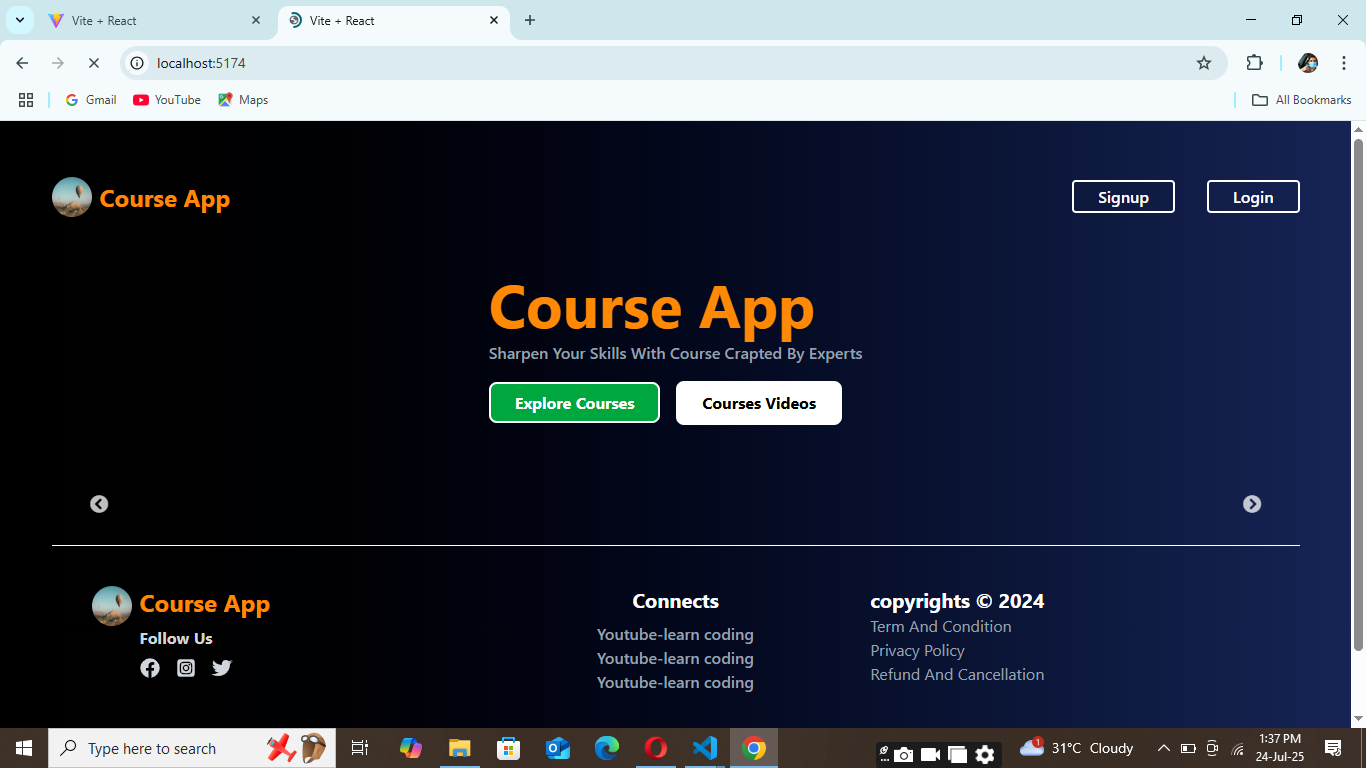 Vite + React
Vite + React
localhost:5174
Gmail
YouTube
Maps
All Bookmarks
Course App
Signup
Login
Course App
Sharpen Your Skills With Course Crapted By Experts
Explore Courses
Courses Videos
Course App
Follow Us
Connects
Youtube-learn coding
Youtube-learn coding
Youtube-learn coding
copyrights © 2024
Term And Condition
Privacy Policy
Refund And Cancellation
Type here to search
1
31°C Cloudy
1:37 PM
24-Jul-25